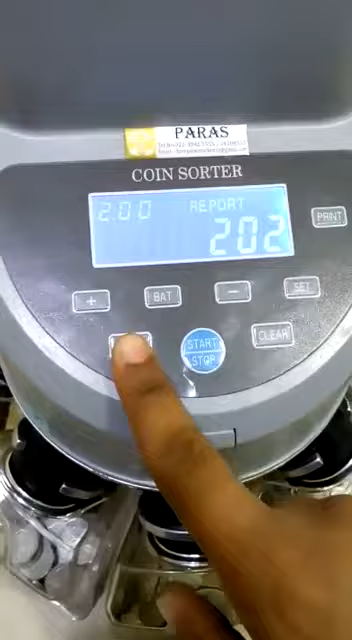 PARAS
COIN SORTER
2.00 REPORT
202
PRINT
+ BAT - SET
START
STOP
CLEAR